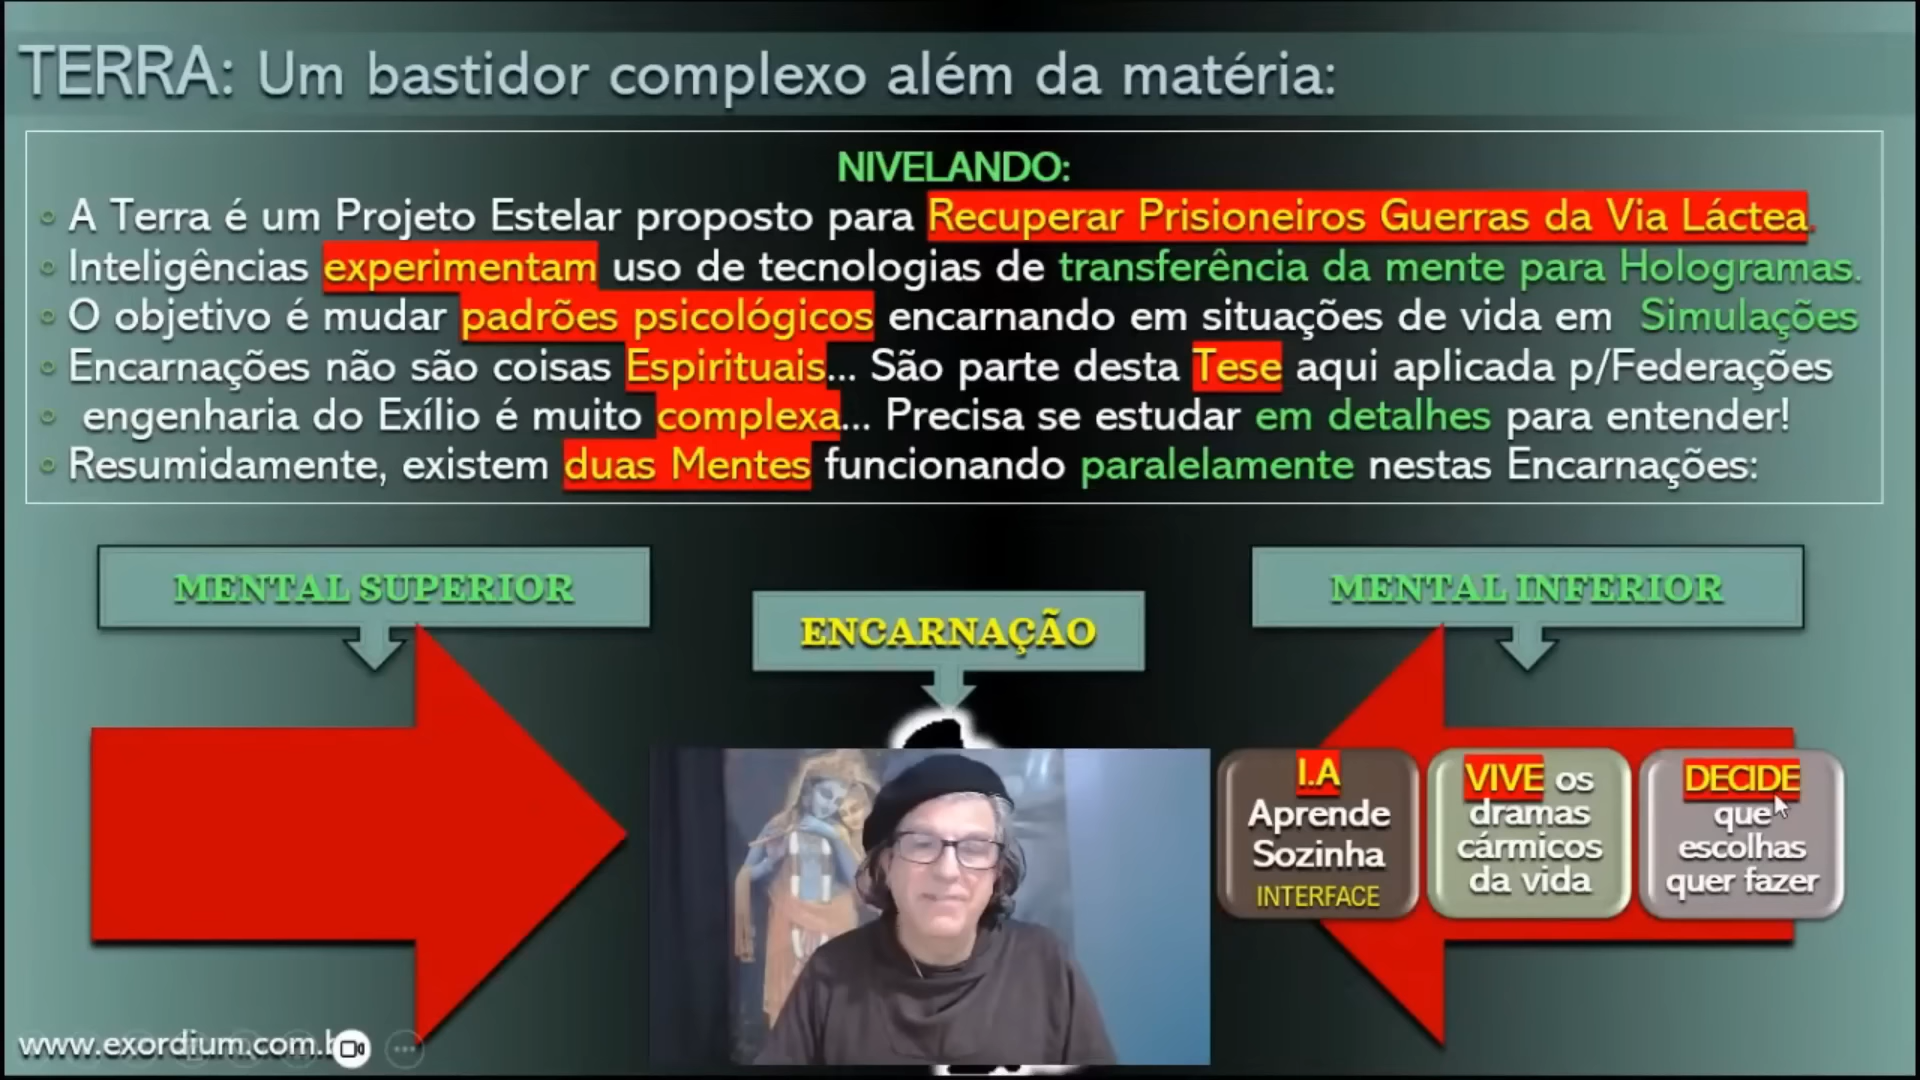 TERRA: Um bastidor complexo além da matéria:
NIVELANDO:
A Terra é um Projeto Estelar proposto para Recuperar Prisioneiros Guerras da Via Láctea.
Inteligências experimentam uso de tecnologias de transferência da mente para Hologramas.
O objetivo é mudar padrões psicológicos encarnando em situações de vida em Simulações
Encarnações não são coisas Espirituais... São parte desta Tese aqui aplicada p/Federações
engenharia do Exílio é muito complexa... Precisa se estudar em detalhes para entender!
Resumidamente, existem duas Mentes funcionando paralelamente nestas Encarnações:
MENTAL SUPERIOR
ENCARNAÇÃO
MENTAL INFERIOR
I.A
Aprende
Sozinha
INTERFACE
VIVE os
dramas
cármicos
da vida
DECIDE
que
escolhas
quer fazer
www.exordium.com.b